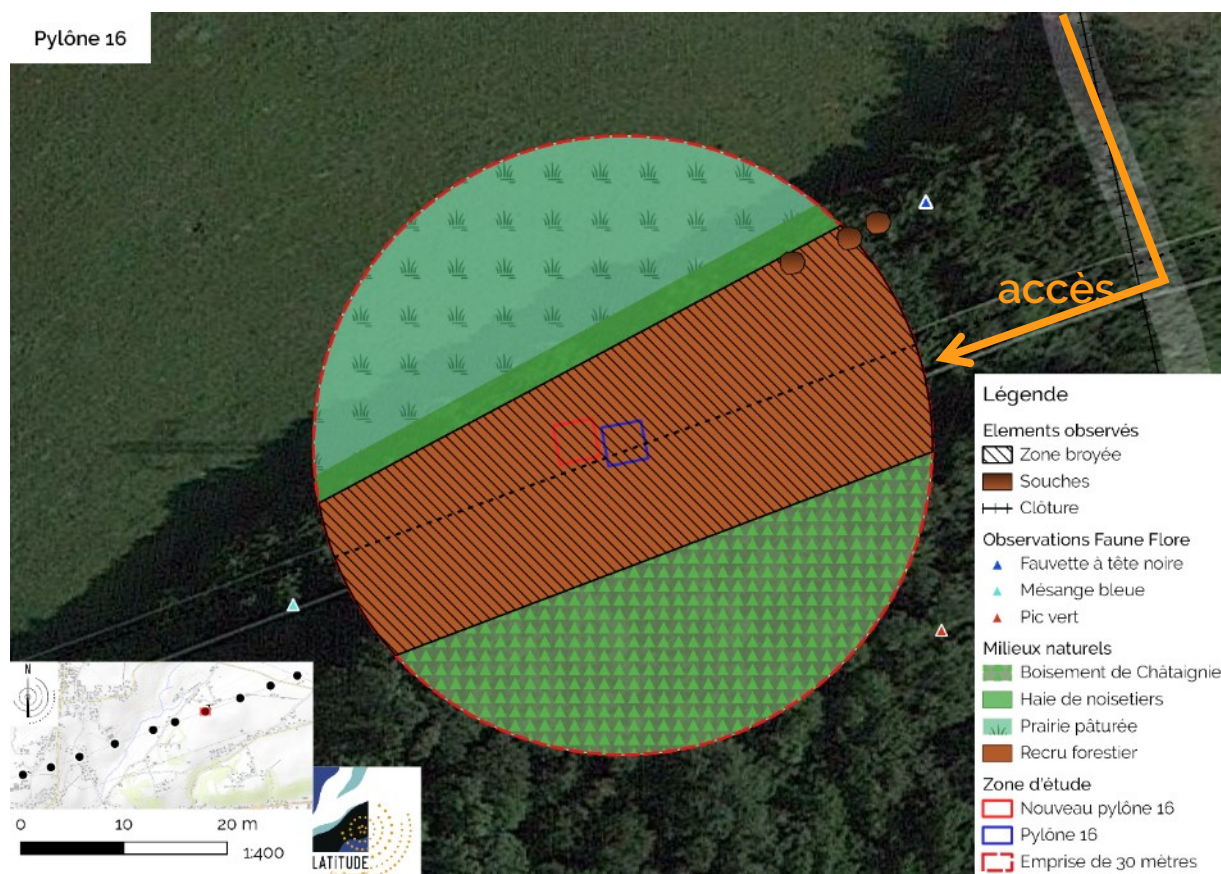 Pylône 16
accès
Légende
Elements observés
Zone broyée
Souches
Clôture
Observations Faune Flore
Fauvette à tête noire
Mésange bleue
Pic vert
Milieux naturels
Boisement de Châtaignie
Haie de noisetiers
Prairie pâturée
Recru forestier
Zone d'étude
Nouveau pylône 16
Pylône 16
Emprise de 30 mètres
N
0 10 20 m
1:400
LATITUDE